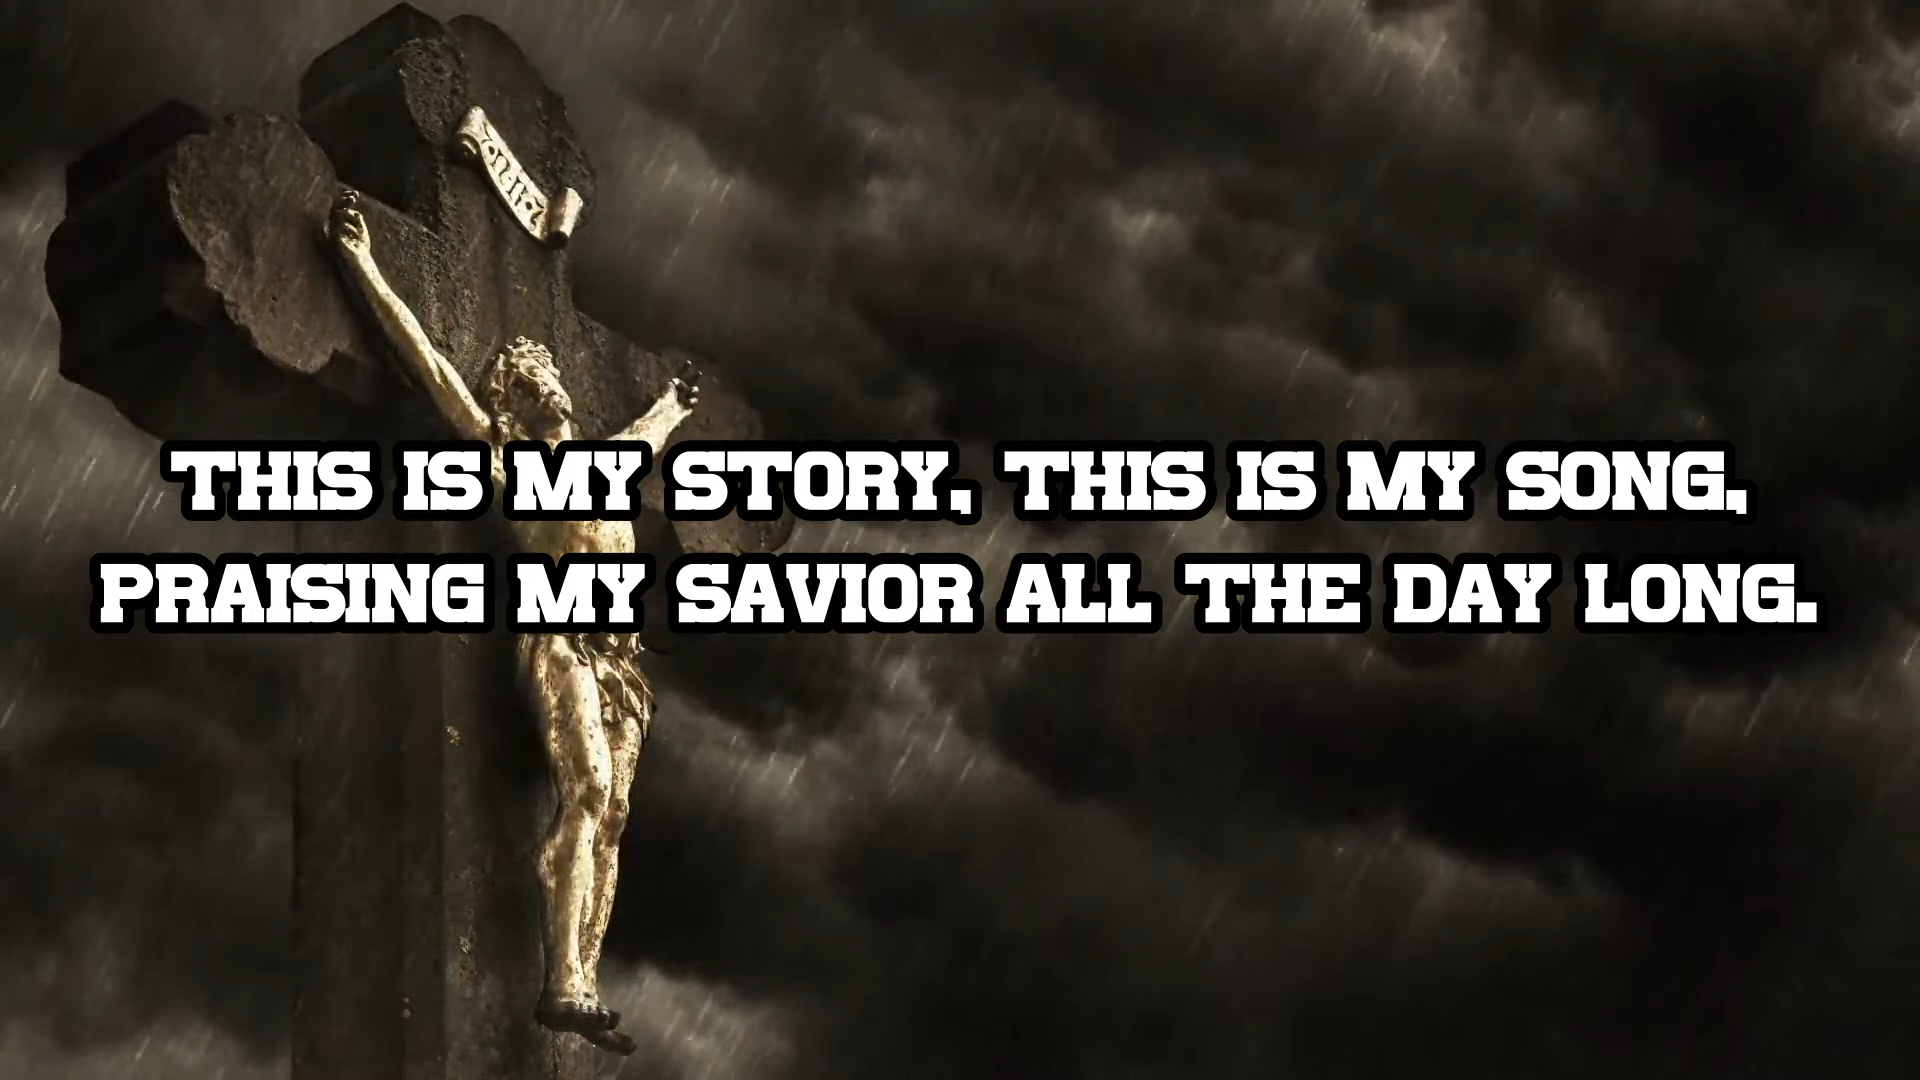 THIS IS MY STORY, THIS IS MY SONG,
PRAISING MY SAVIOR ALL THE DAY LONG.